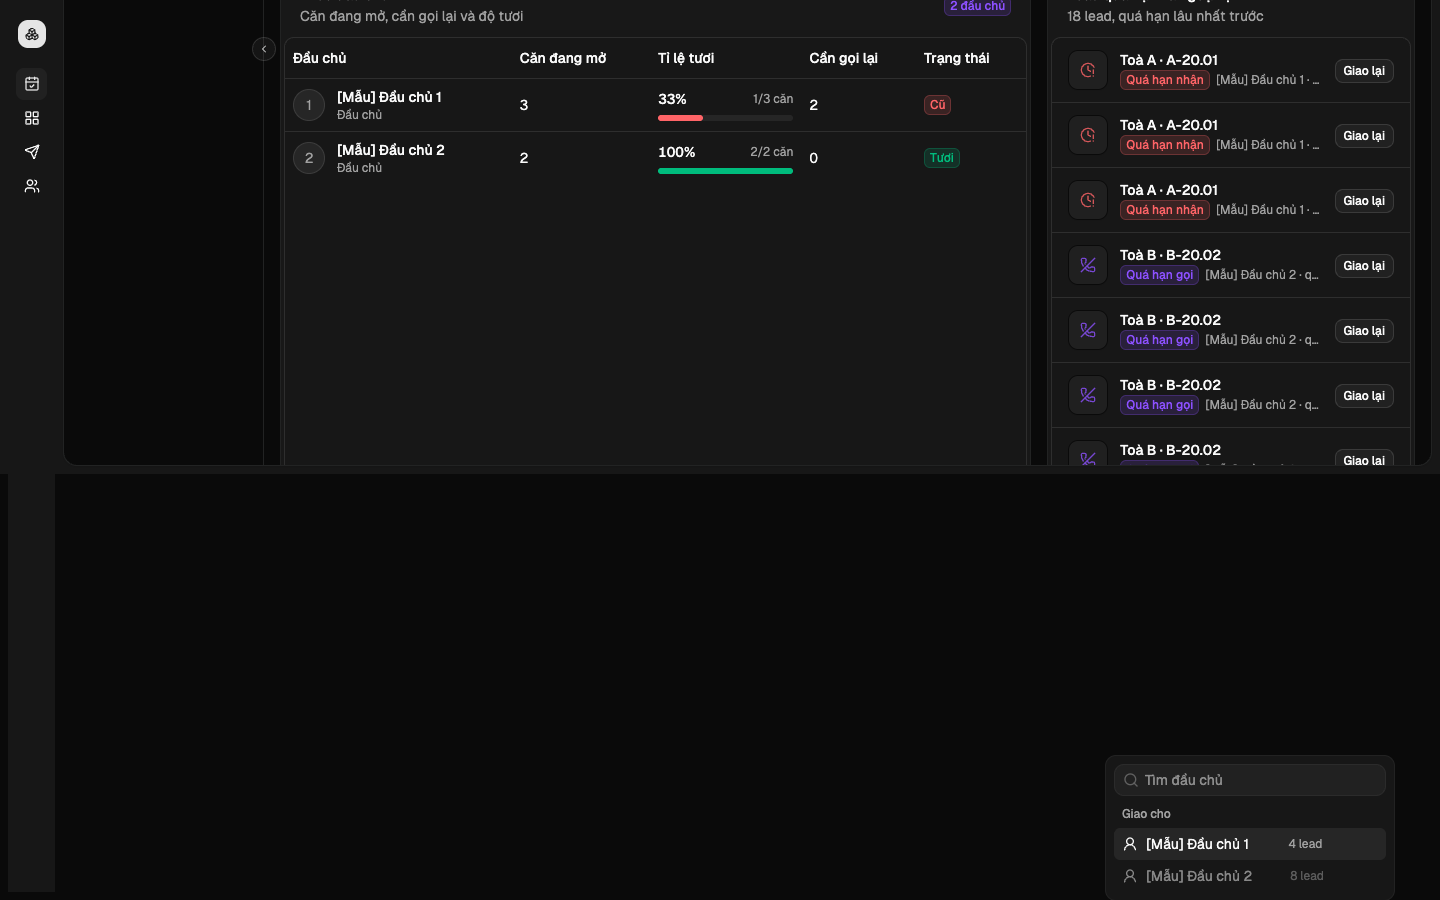 Căn đang mở, cần gọi lại và độ tươi
2 đầu chủ
Đầu chủ
Căn đang mở
Tỉ lệ tươi
Cần gọi lại
Trạng thái
1
[Mẫu] Đầu chủ 1
Đầu chủ
3
33%
1/3 căn
2
Cũ
2
[Mẫu] Đầu chủ 2
Đầu chủ
2
100%
2/2 căn
0
Tươi
18 lead, quá hạn lâu nhất trước
Toà A · A-20.01
Quá hạn nhận
[Mẫu] Đầu chủ 1 · ...
Giao lại
Toà A · A-20.01
Quá hạn nhận
[Mẫu] Đầu chủ 1 · ...
Giao lại
Toà A · A-20.01
Quá hạn nhận
[Mẫu] Đầu chủ 1 · ...
Giao lại
Toà B · B-20.02
Quá hạn gọi
[Mẫu] Đầu chủ 2 · q...
Giao lại
Toà B · B-20.02
Quá hạn gọi
[Mẫu] Đầu chủ 2 · q...
Giao lại
Toà B · B-20.02
Quá hạn gọi
[Mẫu] Đầu chủ 2 · q...
Giao lại
Toà B · B-20.02
Giao lại
Tìm đầu chủ
Giao cho
[Mẫu] Đầu chủ 1
4 lead
[Mẫu] Đầu chủ 2
8 lead